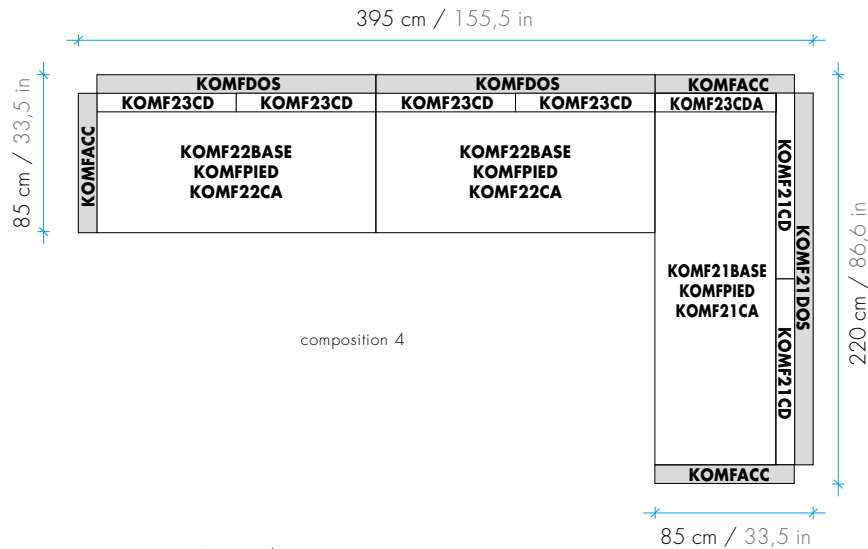 395 cm / 155,5 in
85 cm / 33,5 in
KOMFDOS
KOMFDOS
KOMFACC
KOMFACC
KOMF23CD
KOMF23CD
KOMF23CD
KOMF23CD
KOMF23CDA
KOMF22BASE
KOMFPIED
KOMF22CA
KOMF22BASE
KOMFPIED
KOMF22CA
KOMF21CD
KOMF21DOS
KOMF21BASE
KOMFPIED
KOMF21CA
KOMF21CD
220 cm / 86,6 in
composition 4
KOMFACC
85 cm / 33,5 in